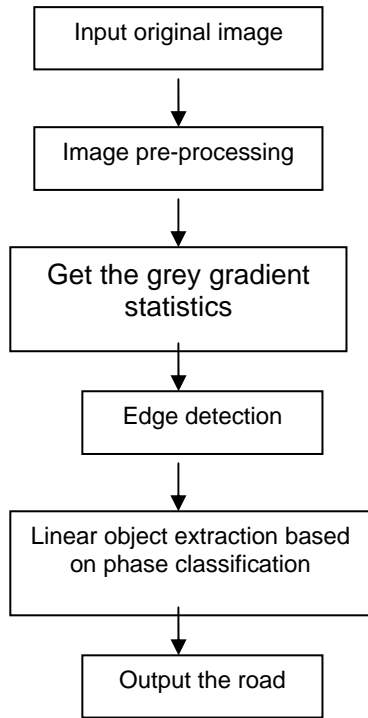 Input original image
Image pre-processing
Get the grey gradient
statistics
Edge detection
Linear object extraction based
on phase classification
Output the road